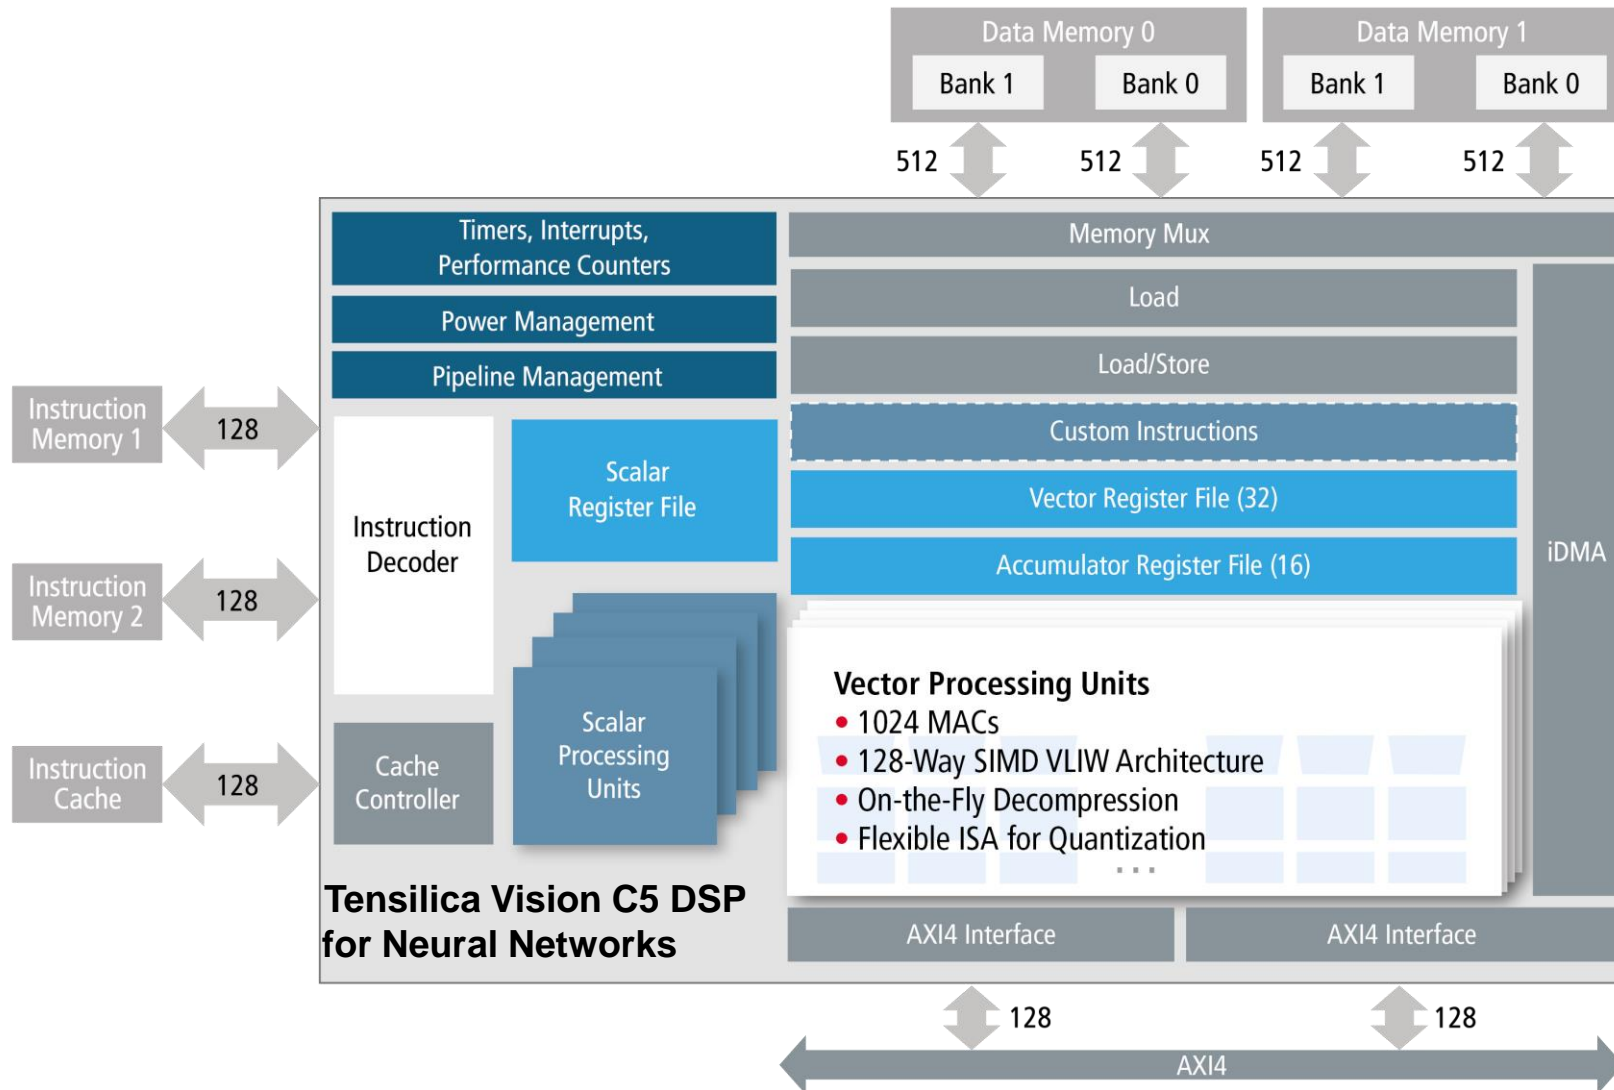 Data Memory 0
Data Memory 1
Bank 1
Bank 0
Bank 1
Bank 0
512
512
512
512
Timers, Interrupts,
Performance Counters
Power Management
Pipeline Management
Memory Mux
Load
Load/Store
Custom Instructions
Vector Register File (32)
Accumulator Register File (16)
iDMA
Instruction
Memory 1
128
Instruction
Memory 2
128
Instruction
Cache
128
Instruction
Decoder
Scalar
Register File
Cache
Controller
Scalar
Processing
Units
Vector Processing Units
• 1024 MACs
• 128-Way SIMD VLIW Architecture
• On-the-Fly Decompression
• Flexible ISA for Quantization
...
Tensilica Vision C5 DSP
for Neural Networks
AXI4 Interface
AXI4 Interface
128
128
AXI4